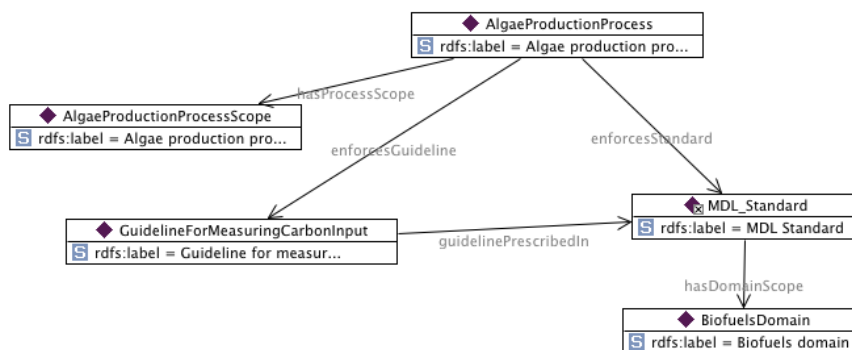 AlgaeProductionProcess
S rdfs:label = Algae production pro...
hasProcessScope
AlgaeProductionProcessScope
S rdfs:label = Algae production pro...
enforcesGuideline
enforcesStandard
MDL_Standard
S rdfs:label = MDL Standard
GuidelineForMeasuringCarbonInput
S rdfs:label = Guideline for measur...
guidelinePrescribedIn
hasDomainScope
BiofuelsDomain
S rdfs:label = Biofuels domain